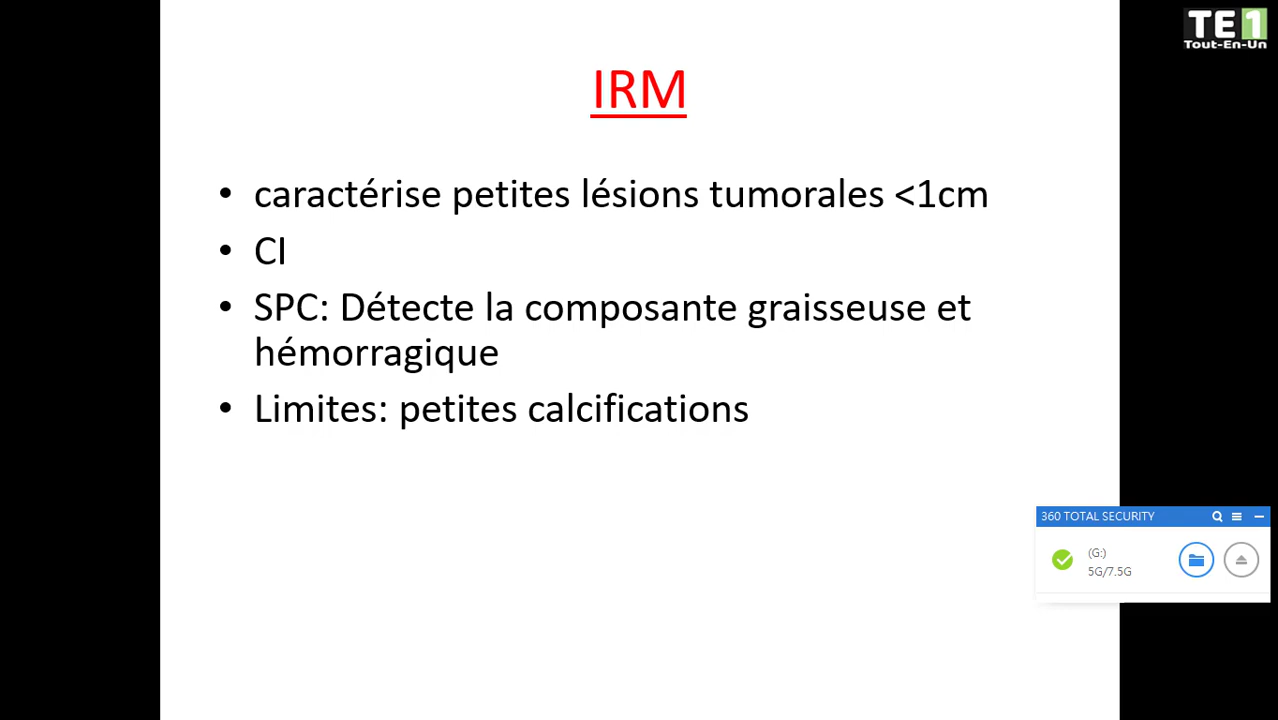 TE1
Tout-En-Un
IRM
• caractérise petites lésions tumorales <1cm
• CI
• SPC: Détecte la composante graisseuse et
hémorragique
• Limites: petites calcifications
360 TOTAL SECURITY
(G:)
5G/7.5G